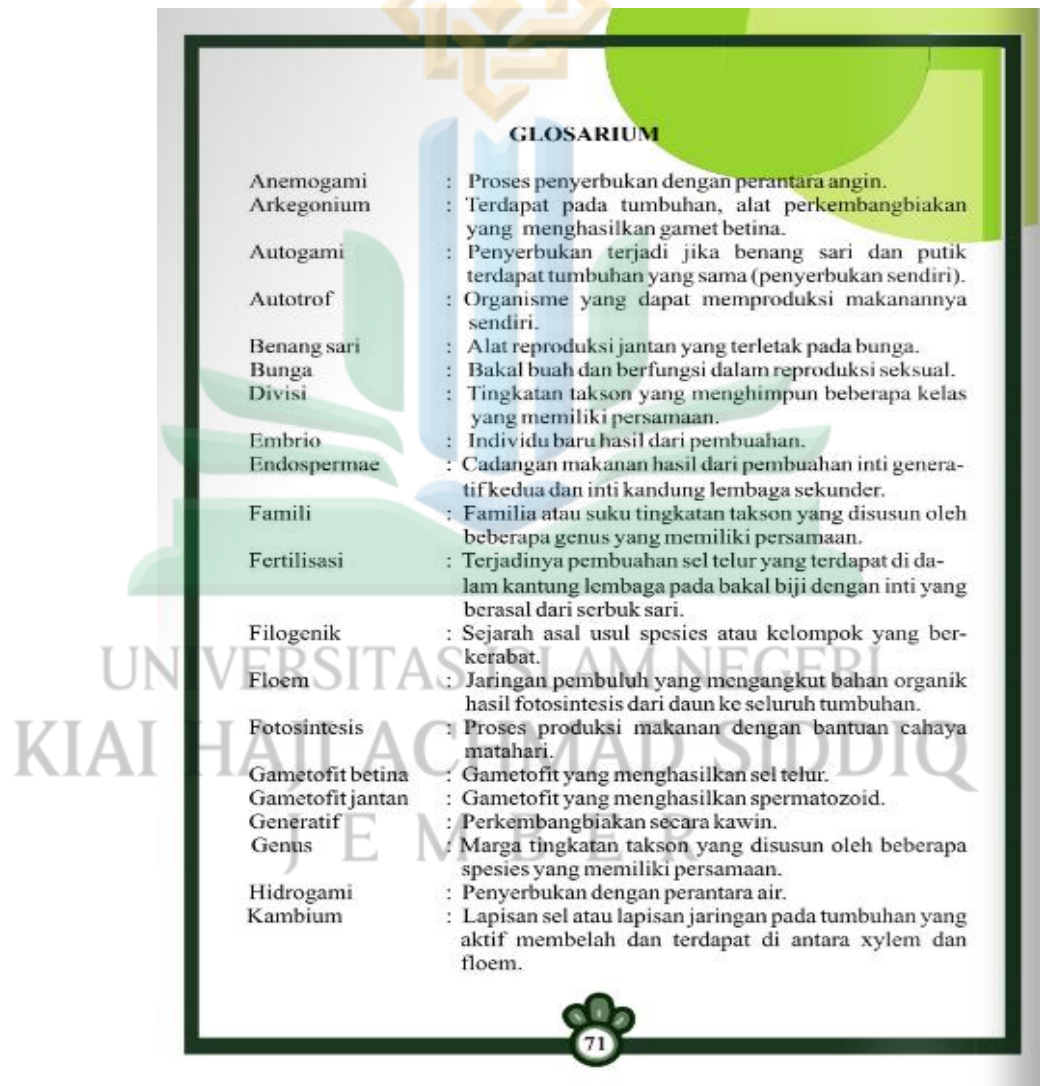 GLOSARIUM
Anemogami : Proses penyerbukan dengan perantara angin.
Arkegonium : Terdapat pada tumbuhan, alat perkembangbiakan
yang menghasilkan gamet betina.
Autogami : Penyerbukan terjadi jika benang sari dan putik
terdapat tumbuhan yang sama (penyerbukan sendiri).
Autotrof : Organisme yang dapat memproduksi makanannya
sendiri.
Benang sari : Alat reproduksi jantan yang terletak pada bunga.
Bunga : Bakal buah dan berfungsi dalam reproduksi seksual.
Divisi : Tingkatan takson yang menghimpun beberapa kelas
yang memiliki persamaan.
Embrio : Individu baru hasil dari pembuahan.
Endospermae : Cadangan makanan hasil dari pembuahan inti genera-
tif kedua dan inti kandung lembaga sekunder.
Famili : Familia atau suku tingkatan takson yang disusun oleh
beberapa genus yang memiliki persamaan.
Fertilisasi : Terjadinya pembuahan sel telur yang terdapat di da-
lam kantung lembaga pada bakal biji dengan inti yang
berasal dari serbuk sari.
Filogenik : Sejarah asal usul spesies atau kelompok yang ber-
kerabat.
Floem : Jaringan pembuluh yang mengangkut bahan organik
hasil fotosintesis dari daun ke seluruh tumbuhan.
Fotosintesis : Proses produksi makanan dengan bantuan cahaya
matahari.
Gametofit betina : Gametofit yang menghasilkan sel telur.
Gametofit jantan : Gametofit yang menghasilkan spermatozoid.
Generatif : Perkembangbiakan secara kawin.
Genus : Marga tingkatan takson yang disusun oleh beberapa
spesies yang memiliki persamaan.
Hidrogami : Penyerbukan dengan perantara air.
Kambium : Lapisan sel atau lapisan jaringan pada tumbuhan yang
aktif membelah dan terdapat di antara xylem dan
floem.
71
UNIVERSITAS ISLAM NEGERI
KIAI HAJI ACHMAD SIDDIQ
JEMBER